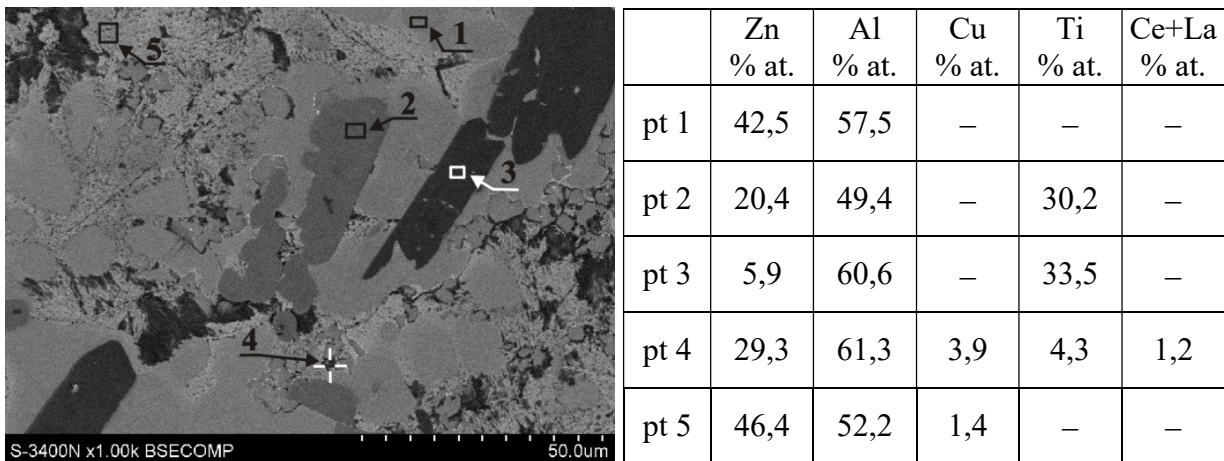 1
5
2
3
4
S-3400N x1.00k BSECOMP 50.0um
Zn % at. Al % at. Cu % at. Ti % at. Ce+La % at.
pt 1 42,5 57,5 – – –
pt 2 20,4 49,4 – 30,2 –
pt 3 5,9 60,6 – 33,5 –
pt 4 29,3 61,3 3,9 4,3 1,2
pt 5 46,4 52,2 1,4 – –